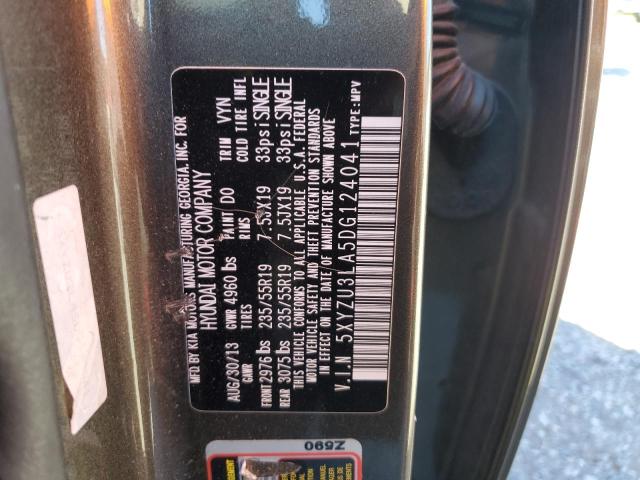 MFD BY KIA MOTORS MANUFACTURING GEORGIA, INC. FOR
HYUNDAI MOTOR COMPANY
AUG/30/13 GVWR 4960 lbs PAINT DO TRIM VYN
GAWR TIRES RIMS COLD TIRE INFL
FRONT 2976 lbs 235/55R19 7.5JX19 33psi SINGLE
REAR 3075 lbs 235/55R19 7.5JX19 33psi SINGLE
THIS VEHICLE CONFORMS TO ALL APPLICABLE U.S.A. FEDERAL
MOTOR VEHICLE SAFETY AND THEFT PREVENTION STANDARDS
IN EFFECT ON THE DATE OF MANUFACTURE SHOWN ABOVE
V.I.N 5XYZU3LA5DG124041 TYPE:MPV
Z590